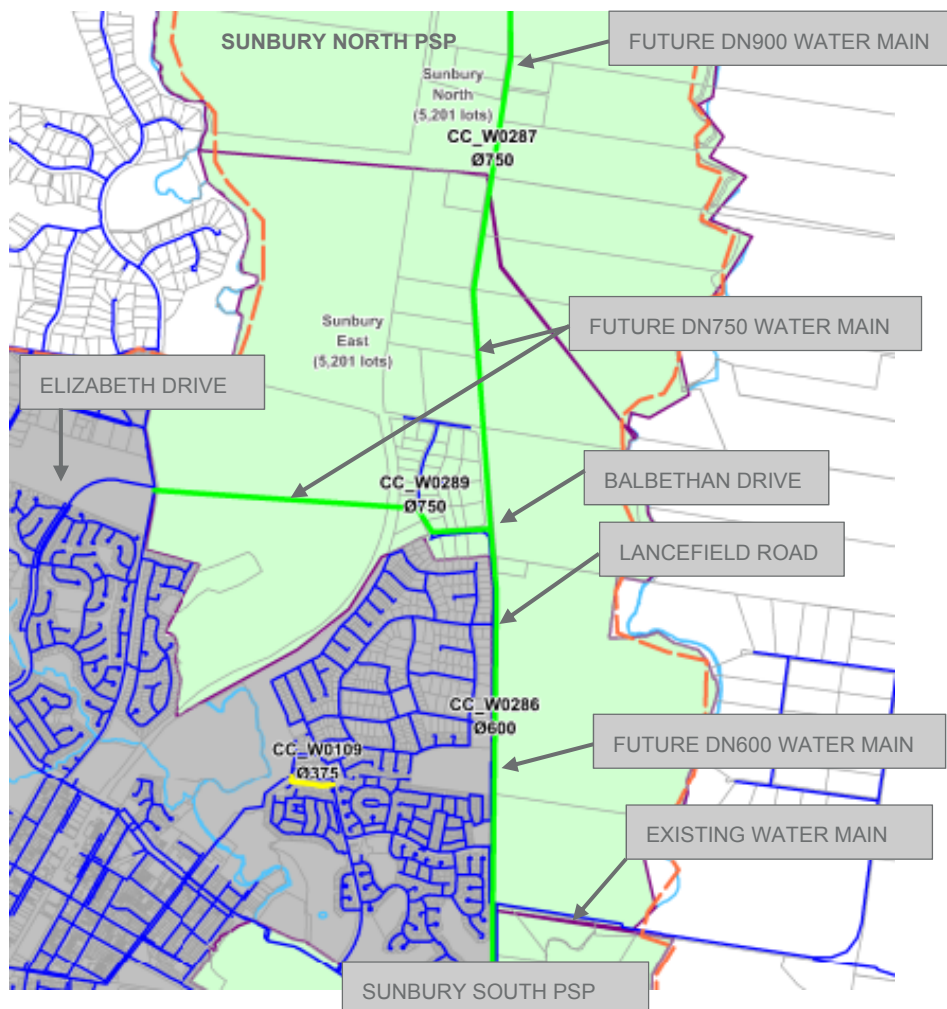 SUNBURY NORTH PSP
FUTURE DN900 WATER MAIN
Sunbury
North
(5,201 lots)
CC_W0287
Ø750
FUTURE DN750 WATER MAIN
Sunbury
East
(5,201 lots)
ELIZABETH DRIVE
CC_W0289
Ø750
BALBETHAN DRIVE
LANCEFIELD ROAD
CC_W0286
Ø600
FUTURE DN600 WATER MAIN
CC_W0109
Ø375
EXISTING WATER MAIN
SUNBURY SOUTH PSP